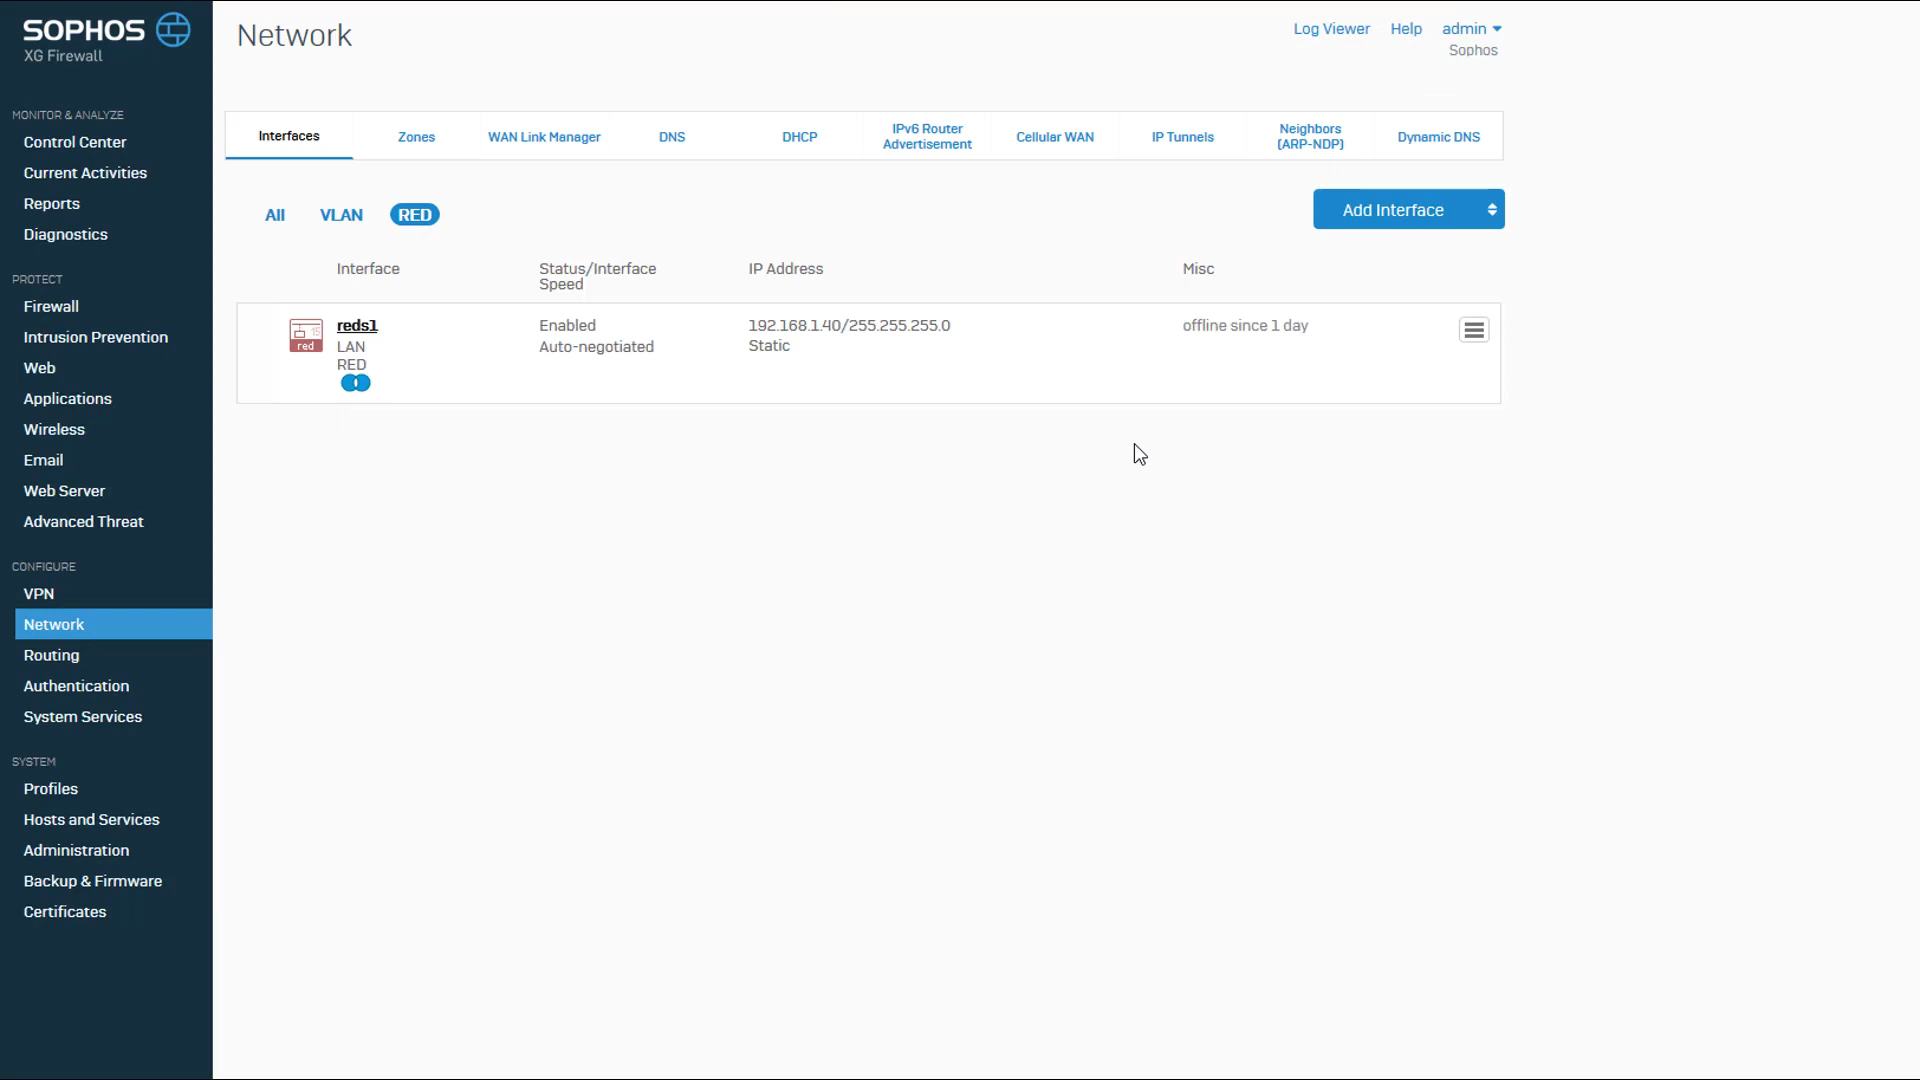 SOPHOS
XG Firewall
MONITOR & ANALYZE
Control Center
Current Activities
Reports
Diagnostics
PROTECT
Firewall
Intrusion Prevention
Web
Applications
Wireless
Email
Web Server
Advanced Threat
CONFIGURE
VPN
Network
Routing
Authentication
System Services
SYSTEM
Profiles
Hosts and Services
Administration
Backup & Firmware
Certificates
Network
Log Viewer Help admin
Sophos
Interfaces
Zones
WAN Link Manager
DNS
DHCP
IPv6 Router
Advertisement
Cellular WAN
IP Tunnels
Neighbors
(ARP-NDP)
Dynamic DNS
All VLAN RED
Add Interface
Interface
Status/Interface
Speed
IP Address
Misc
15
red
reds1
LAN
RED
Enabled
Auto-negotiated
192.168.1.40/255.255.255.0
Static
offline since 1 day